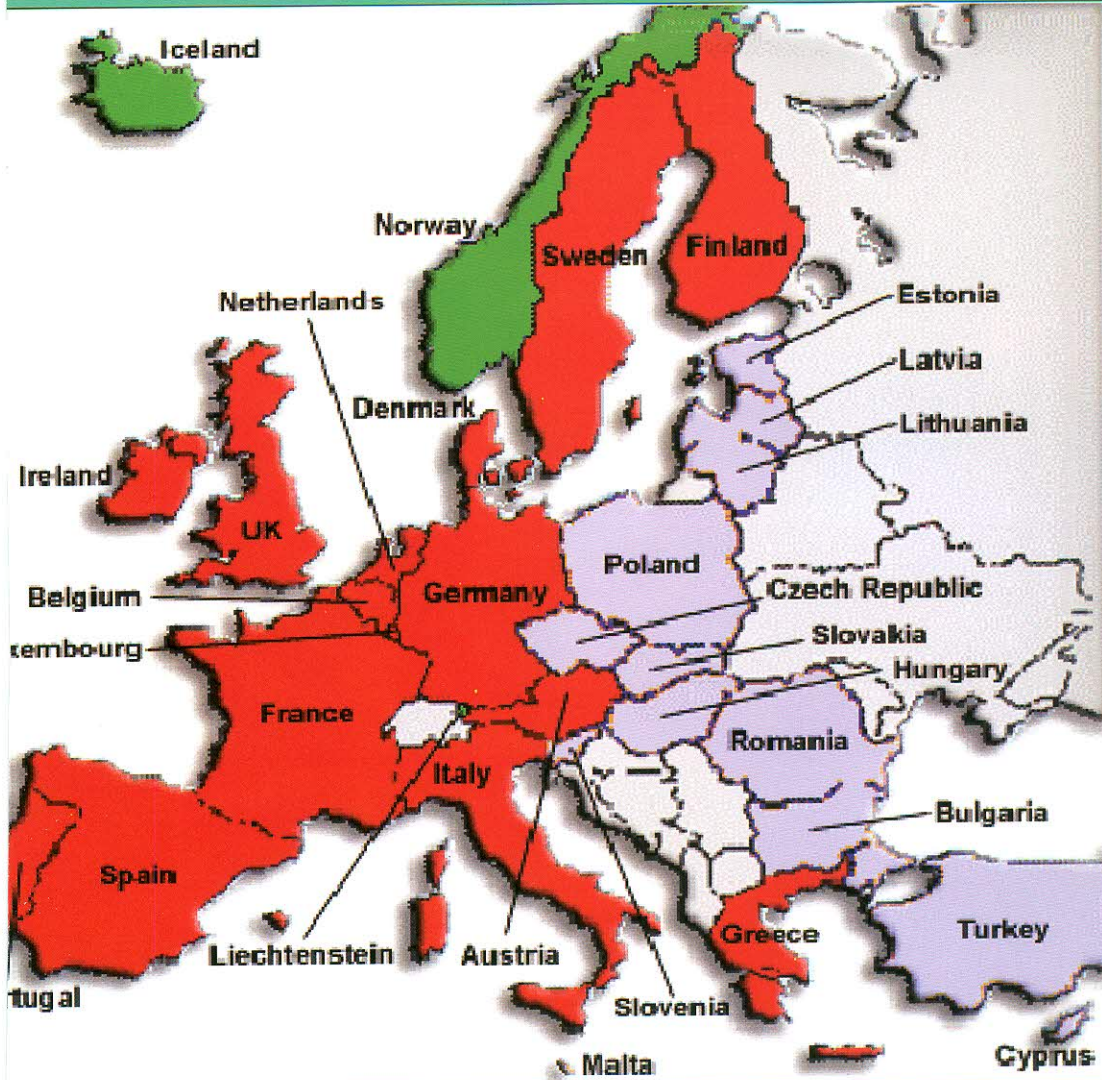 Iceland
Norway
Sweden
Finland
Netherlands
Estonia
Latvia
Denmark
Lithuania
Ireland
UK
Poland
Belgium
Germany
Czech Republic
xembourg
Slovakia
Hungary
France
Romania
Italy
Bulgaria
Spain
Greece
Turkey
Liechtenstein
Austria
rtugal
Slovenia
Malta
Cyprus